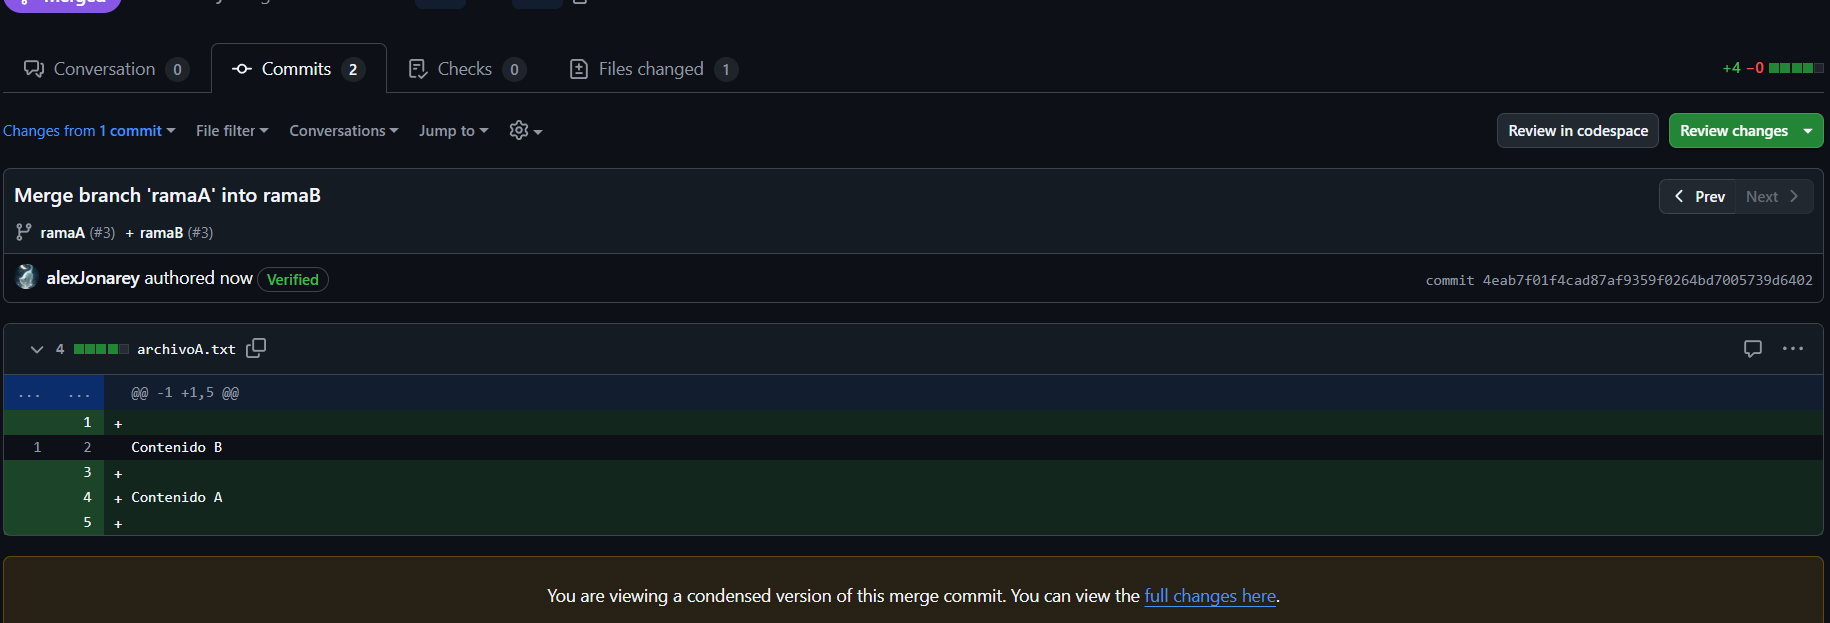 Merged
Conversation 0 Commits 2 Checks 0 Files changed 1 +4 −0
Changes from 1 commit File filter Conversations Jump to Review in codespace Review changes
Merge branch 'ramaA' into ramaB Prev Next
ramaA (#3) + ramaB (#3)
alexJonarey authored now Verified commit 4eab7f01f4cad87af9359f0264bd7005739d6402
4 archivoA.txt
... ... @@ -1 +1,5 @@
1 +
1 2 Contenido B
3 +
4 + Contenido A
5 +
You are viewing a condensed version of this merge commit. You can view the full changes here.